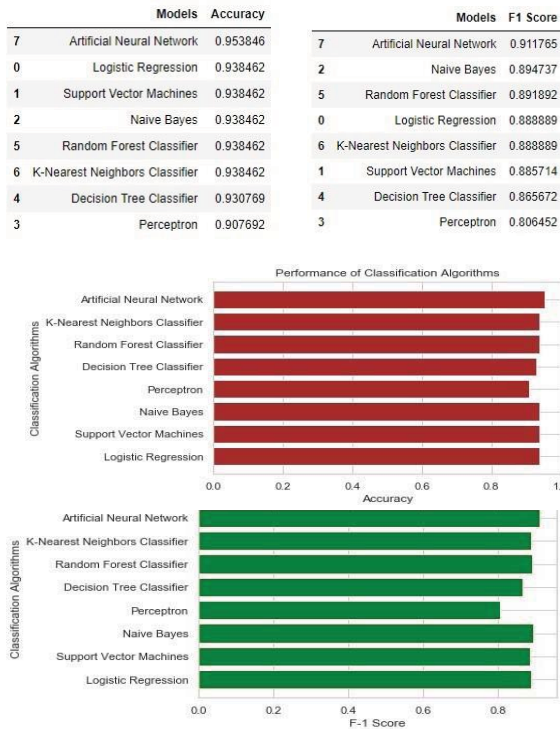 Models Accuracy
7 Artificial Neural Network 0.953846
0 Logistic Regression 0.938462
1 Support Vector Machines 0.938462
2 Naive Bayes 0.938462
5 Random Forest Classifier 0.938462
6 K-Nearest Neighbors Classifier 0.938462
4 Decision Tree Classifier 0.930769
3 Perceptron 0.907692
Models F1 Score
7 Artificial Neural Network 0.911765
2 Naive Bayes 0.894737
5 Random Forest Classifier 0.891892
0 Logistic Regression 0.888889
6 K-Nearest Neighbors Classifier 0.888889
1 Support Vector Machines 0.885714
4 Decision Tree Classifier 0.865672
3 Perceptron 0.806452
Performance of Classification Algorithms
Classification Algorithms
Artificial Neural Network
K-Nearest Neighbors Classifier
Random Forest Classifier
Decision Tree Classifier
Perceptron
Naive Bayes
Support Vector Machines
Logistic Regression
0.0 0.2 0.4 0.6 0.8 1.
Accuracy
Classification Algorithms
Artificial Neural Network
K-Nearest Neighbors Classifier
Random Forest Classifier
Decision Tree Classifier
Perceptron
Naive Bayes
Support Vector Machines
Logistic Regression
0.0 0.2 0.4 0.6 0.8
F-1 Score